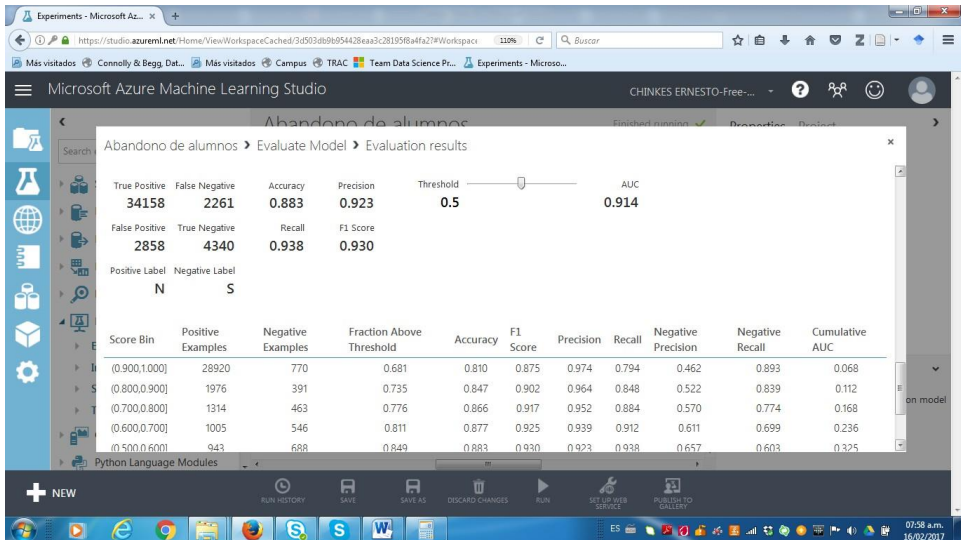 Experiments - Microsoft Az... × +
https://studio.azureml.net/Home/ViewWorkspaceCached/3d503db9b954428eaa3c28195f8a4fa2?#Workspace 110% Buscar
Más visitados Connolly & Begg, Dat... Más visitados Campus TRAC Team Data Science Pr... Experiments - Microso...
Microsoft Azure Machine Learning Studio CHINKES ERNESTO-Free-...
Abandono de alumnos Finished running ✓ Properties Project
Search
Abandono de alumnos > Evaluate Model > Evaluation results ×
True Positive False Negative Accuracy Precision Threshold AUC
34158 2261 0.883 0.923 0.5 0.914
False Positive True Negative Recall F1 Score
2858 4340 0.938 0.930
Positive Label Negative Label
N S
Score Bin Positive Examples Negative Examples Fraction Above Threshold Accuracy F1 Score Precision Recall Negative Precision Negative Recall Cumulative AUC
(0.900,1.000] 28920 770 0.681 0.810 0.875 0.974 0.794 0.462 0.893 0.068
(0.800,0.900] 1976 391 0.735 0.847 0.902 0.964 0.848 0.522 0.839 0.112
(0.700,0.800] 1314 463 0.776 0.866 0.917 0.952 0.884 0.570 0.774 0.168
(0.600,0.700] 1005 546 0.811 0.877 0.925 0.939 0.912 0.611 0.699 0.236
(0.500,0.600] 943 688 0.849 0.883 0.930 0.923 0.938 0.657 0.603 0.325
on model
Python Language Modules
NEW RUN HISTORY SAVE SAVE AS DISCARD CHANGES RUN SET UP WEB SERVICE PUBLISH TO GALLERY
ES 07:58 a.m.
16/02/2017